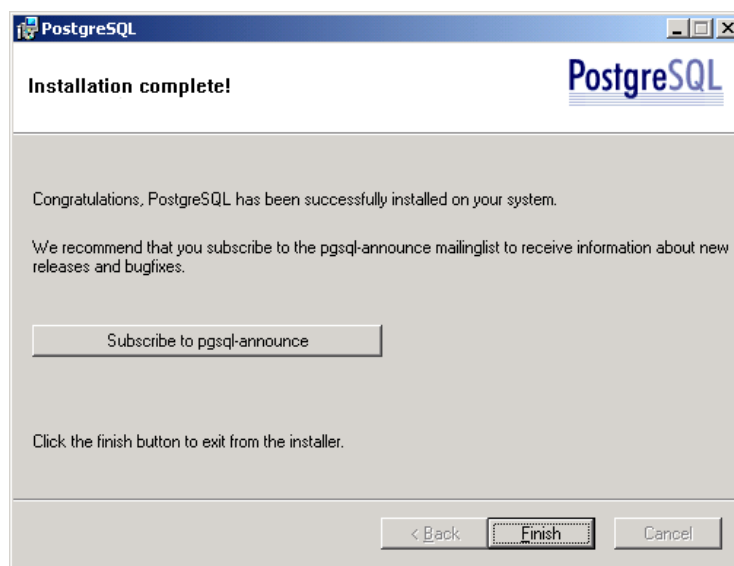 PostgreSQL
Installation complete!
PostgreSQL
Congratulations, PostgreSQL has been successfully installed on your system.
We recommend that you subscribe to the pgsql-announce mailinglist to receive information about new
releases and bugfixes.
Subscribe to pgsql-announce
Click the finish button to exit from the installer.
< Back
Finish
Cancel